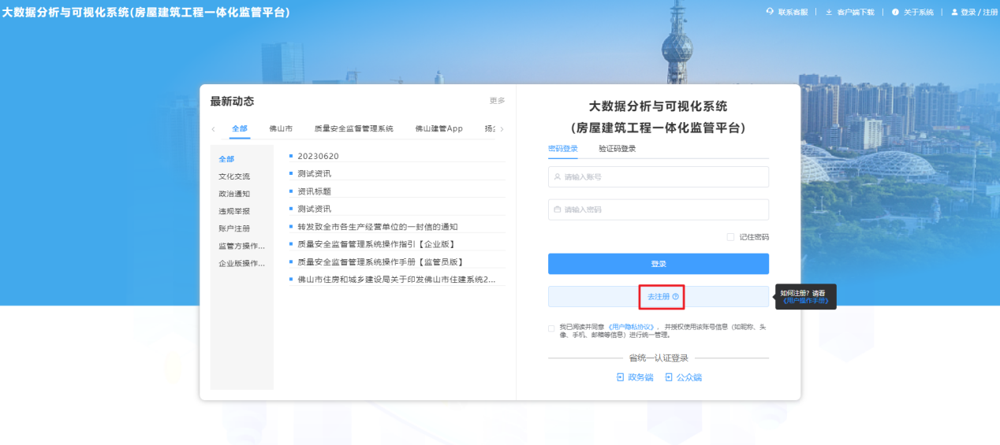 大数据分析与可视化系统(房屋建筑工程一体化监管平台)
联系客服 | 客户端下载 | 关于系统 | 登录 / 注册
最新动态
更多
全部 佛山市 质量安全监督管理系统 佛山建管App
全部
文化交流
政治通知
违规举报
账户注册
监管方操作...
企业版操作...
20230620
测试资讯
资讯标题
测试资讯
转发致全市各生产经营单位的一封信的通知
质量安全监督管理系统操作指引【企业版】
质量安全监督管理系统操作手册【监管员版】
佛山市住房和城乡建设局关于印发佛山市住建系统2...
大数据分析与可视化系统
(房屋建筑工程一体化监管平台)
密码登录 验证码登录
请输入账号
请输入密码
记住密码
登录
去注册
如何注册？请看
《用户操作手册》
我已阅读并同意《用户隐私协议》，并授权使用该账号信息（如昵称、头
像、手机、邮箱等信息）进行统一管理。
省统一认证登录
政务端 公众端